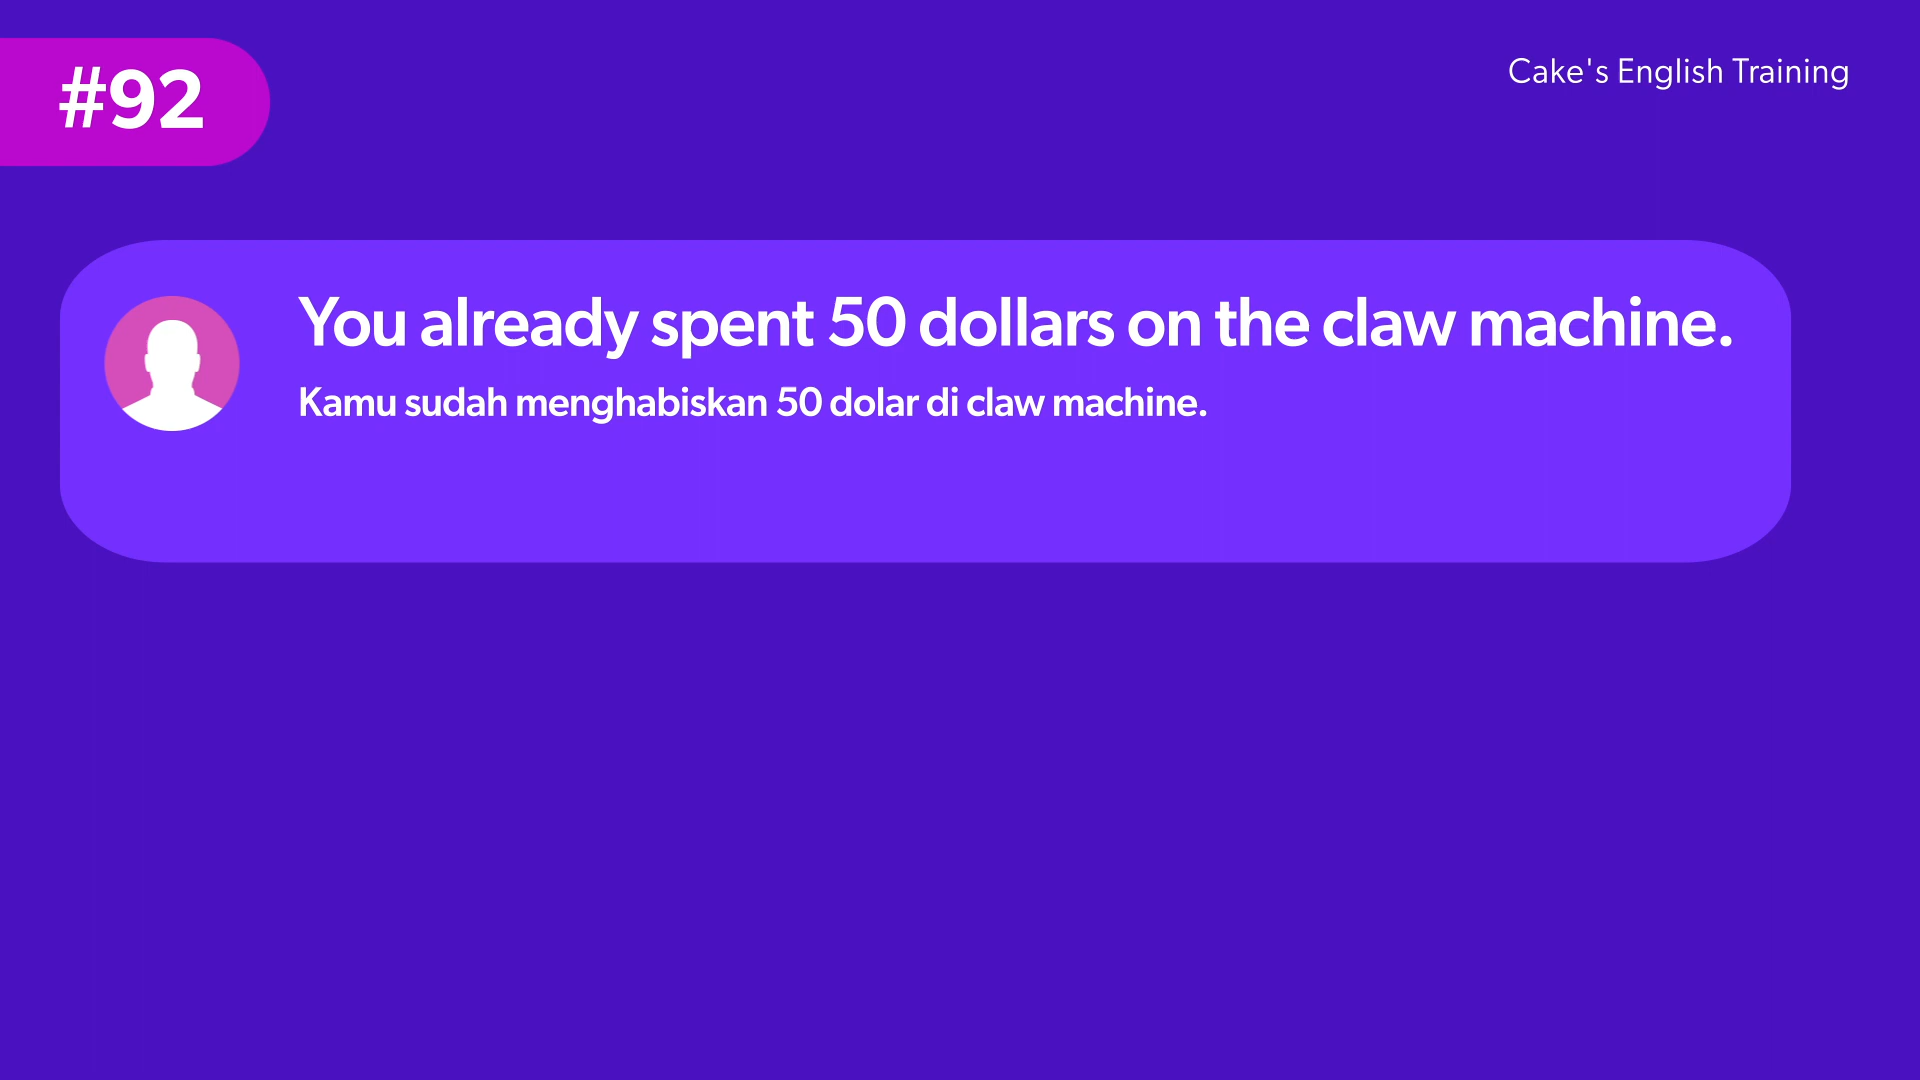 #92
Cake's English Training
You already spent 50 dollars on the claw machine.
Kamu sudah menghabiskan 50 dolar di claw machine.